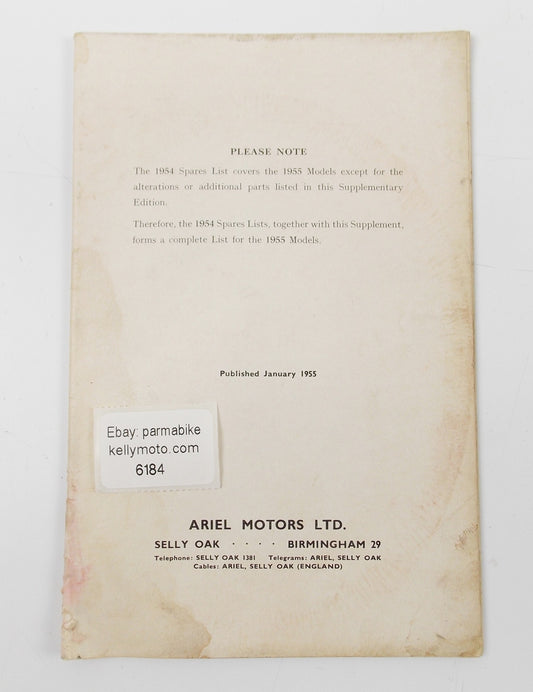 PLEASE NOTE
The 1954 Spares List covers the 1955 Models except for the
alterations or additional parts listed in this Supplementary
Edition.
Therefore, the 1954 Spares Lists, together with this Supplement,
forms a complete List for the 1955 Models.
Published January 1955
Ebay: parmabike
kellymoto.com
6184
ARIEL MOTORS LTD.
SELLY OAK · · · · BIRMINGHAM 29
Telephone: SELLY OAK 1381 Telegrams: ARIEL, SELLY OAK
Cables: ARIEL, SELLY OAK (ENGLAND)